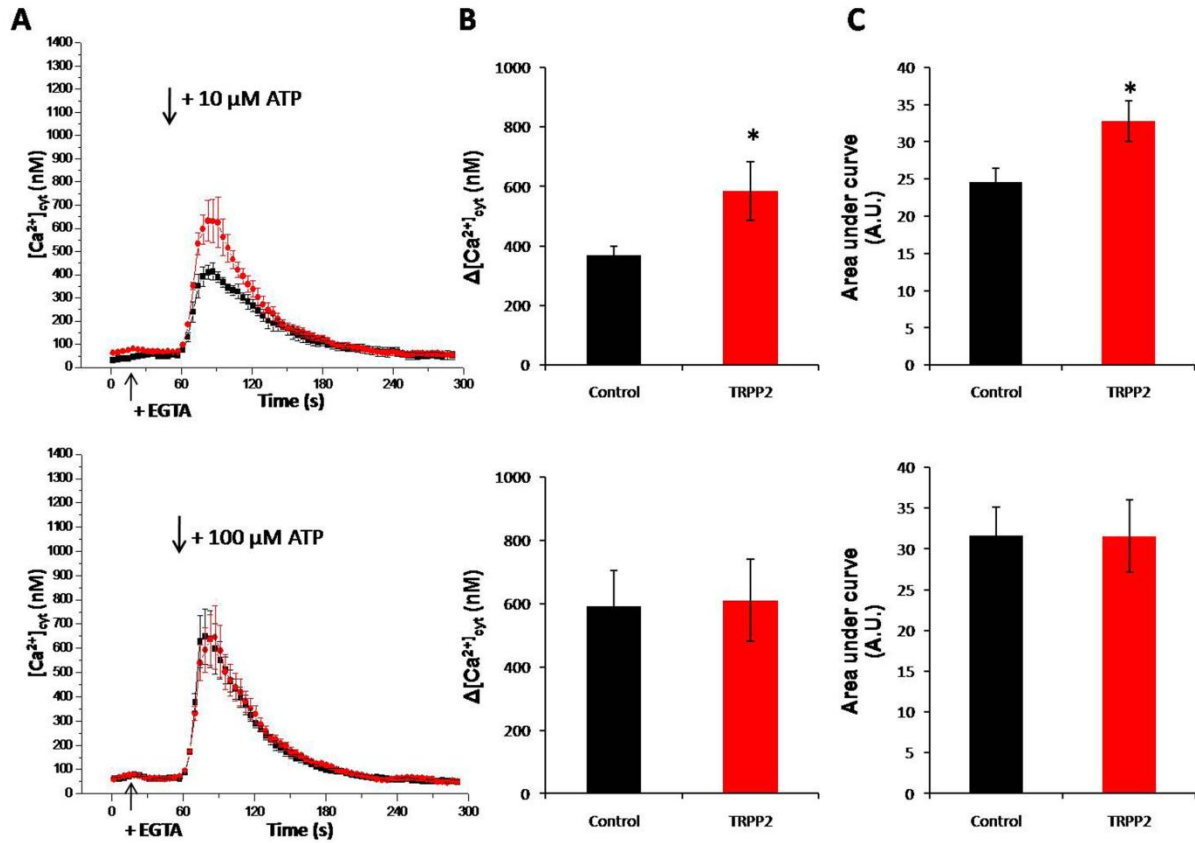 A
B
C
1400
1300
1200
1100
1000
900
800
700
600
500
400
300
200
100
0
[Ca2+]cyt (nM)
+ 10 µM ATP
0 60 120 180 240 300
Time (s)
+ EGTA
1000
800
600
400
200
0
Δ[Ca2+]cyt (nM)
*
Control TRPP2
40
35
30
25
20
15
10
5
0
Area under curve
(A.U.)
*
Control TRPP2
1400
1300
1200
1100
1000
900
800
700
600
500
400
300
200
100
0
[Ca2+]cyt (nM)
+ 100 µM ATP
0 60 120 180 240 300
Time (s)
+ EGTA
1000
800
600
400
200
0
Δ[Ca2+]cyt (nM)
Control TRPP2
40
35
30
25
20
15
10
5
0
Area under curve
(A.U.)
Control TRPP2